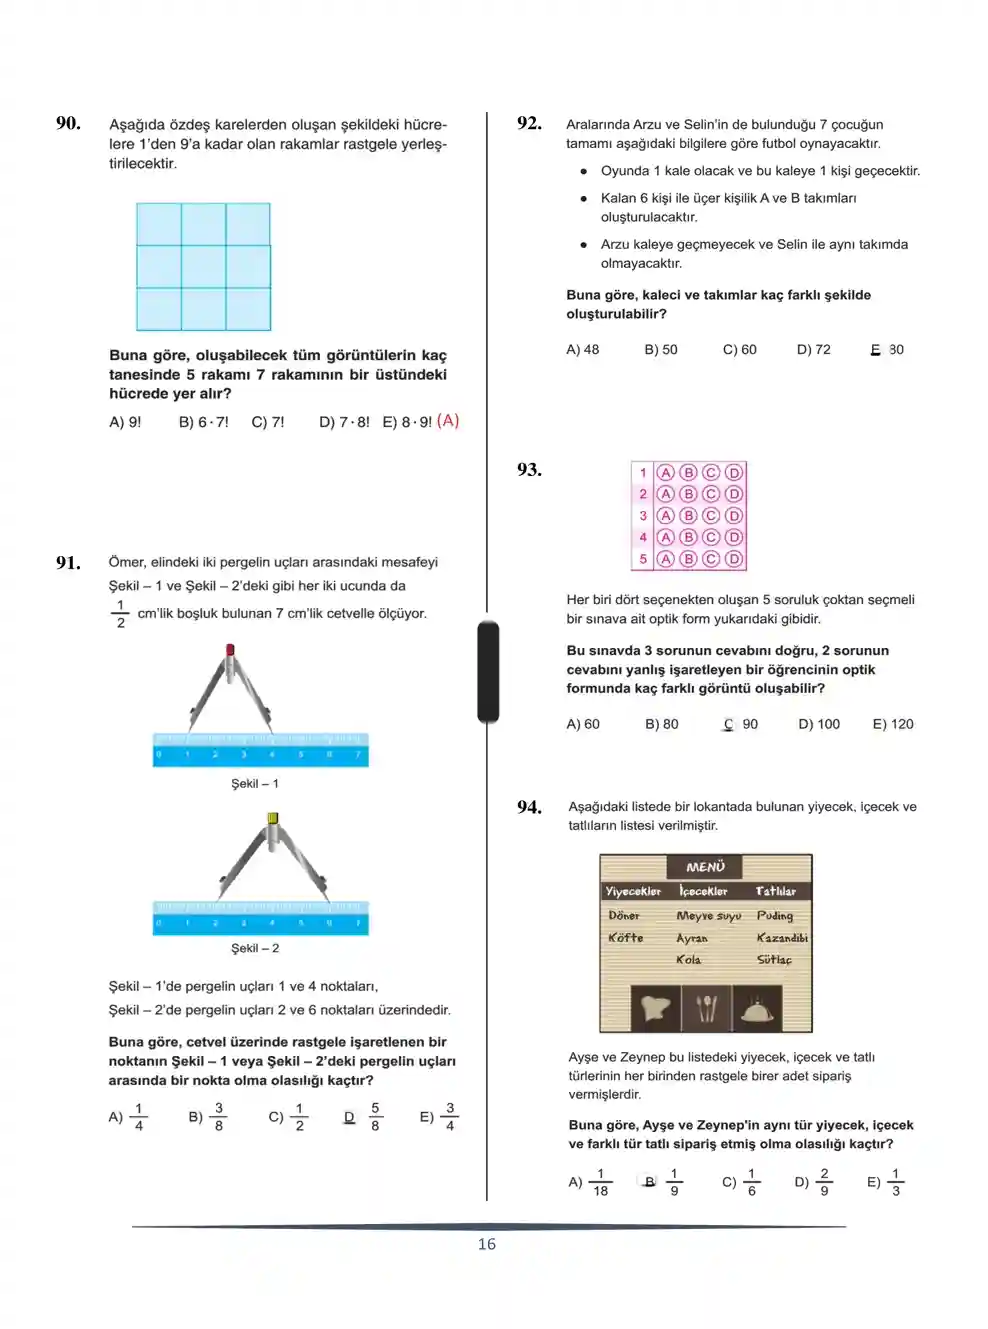 90. Aşağıda özdeş karelerden oluşan şekildeki hücre-
lere 1'den 9'a kadar olan rakamlar rastgele yerleş-
tirilecektir.
Buna göre, oluşabilecek tüm görüntülerin kaç
tanesinde 5 rakamı 7 rakamının bir üstündeki
hücrede yer alır?
A) 9! B) 6·7! C) 7! D) 7·8! E) 8·9! (A)
91. Ömer, elindeki iki pergelin uçları arasındaki mesafeyi
Şekil – 1 ve Şekil – 2'deki gibi her iki ucunda da
1/2 cm'lik boşluk bulunan 7 cm'lik cetvelle ölçüyor.
0 1 2 3 4 5 6 7
Şekil – 1
0 1 2 3 4 5 6 7
Şekil – 2
Şekil – 1'de pergelin uçları 1 ve 4 noktaları,
Şekil – 2'de pergelin uçları 2 ve 6 noktaları üzerindedir.
Buna göre, cetvel üzerinde rastgele işaretlenen bir
noktanın Şekil – 1 veya Şekil – 2'deki pergelin uçları
arasında bir nokta olma olasılığı kaçtır?
A) 1/4 B) 3/8 C) 1/2 D 5/8 E) 3/4
92. Aralarında Arzu ve Selin'in de bulunduğu 7 çocuğun
tamamı aşağıdaki bilgilere göre futbol oynayacaktır.
• Oyunda 1 kale olacak ve bu kaleye 1 kişi geçecektir.
• Kalan 6 kişi ile üçer kişilik A ve B takımları
oluşturulacaktır.
• Arzu kaleye geçmeyecek ve Selin ile aynı takımda
olmayacaktır.
Buna göre, kaleci ve takımlar kaç farklı şekilde
oluşturulabilir?
A) 48 B) 50 C) 60 D) 72 E 80
93.
1 A B C D
2 A B C D
3 A B C D
4 A B C D
5 A B C D
Her biri dört seçenekten oluşan 5 soruluk çoktan seçmeli
bir sınava ait optik form yukarıdaki gibidir.
Bu sınavda 3 sorunun cevabını doğru, 2 sorunun
cevabını yanlış işaretleyen bir öğrencinin optik
formunda kaç farklı görüntü oluşabilir?
A) 60 B) 80 C 90 D) 100 E) 120
94. Aşağıdaki listede bir lokantada bulunan yiyecek, içecek ve
tatlıların listesi verilmiştir.
MENÜ
Yiyecekler İçecekler Tatlılar
Döner Meyve suyu Puding
Köfte Ayran Kazandibi
Kola Sütlaç
Ayşe ve Zeynep bu listedeki yiyecek, içecek ve tatlı
türlerinin her birinden rastgele birer adet sipariş
vermişlerdir.
Buna göre, Ayşe ve Zeynep'in aynı tür yiyecek, içecek
ve farklı tür tatlı sipariş etmiş olma olasılığı kaçtır?
A) 1/18 B 1/9 C) 1/6 D) 2/9 E) 1/3
16